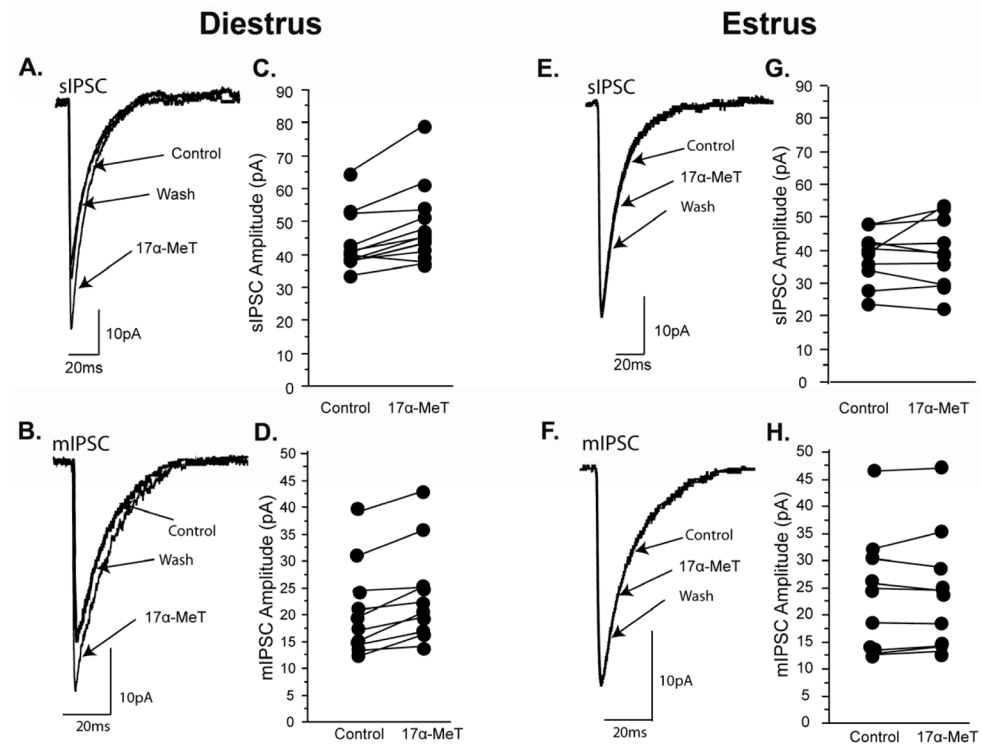 Diestrus
Estrus
A.
sIPSC
Control
Wash
17α-MeT
10pA
20ms
C.
sIPSC Amplitude (pA)
90
80
70
60
50
40
30
20
10
0
Control 17α-MeT
E.
sIPSC
Control
17α-MeT
Wash
10pA
20ms
G.
sIPSC Amplitude (pA)
90
80
70
60
50
40
30
20
10
0
Control 17α-MeT
B.
mIPSC
Control
Wash
17α-MeT
10pA
20ms
D.
mIPSC Amplitude (pA)
50
45
40
35
30
25
20
15
10
5
0
Control 17α-MeT
F.
mIPSC
Control
17α-MeT
Wash
10pA
20ms
H.
mIPSC Amplitude (pA)
50
45
40
35
30
25
20
15
10
5
0
Control 17α-MeT